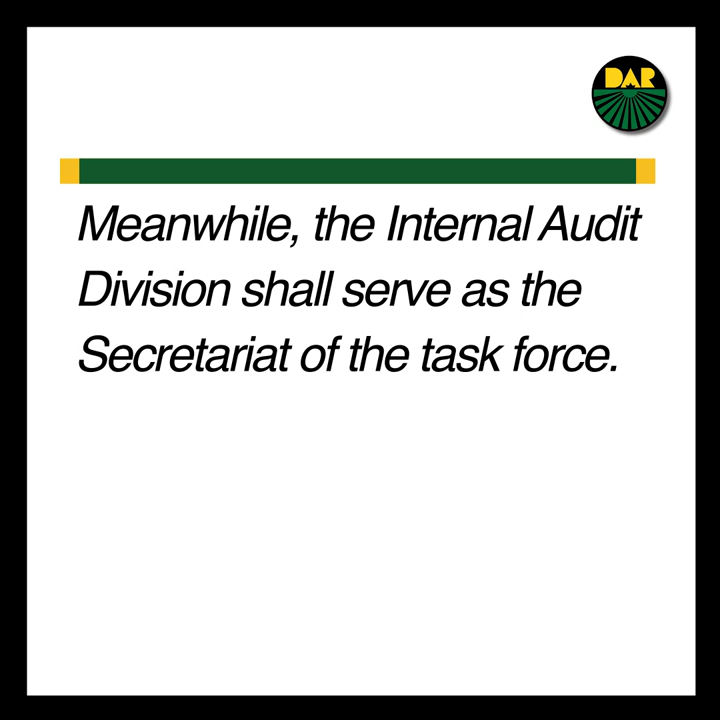 DAR
Meanwhile, the Internal Audit
Division shall serve as the
Secretariat of the task force.